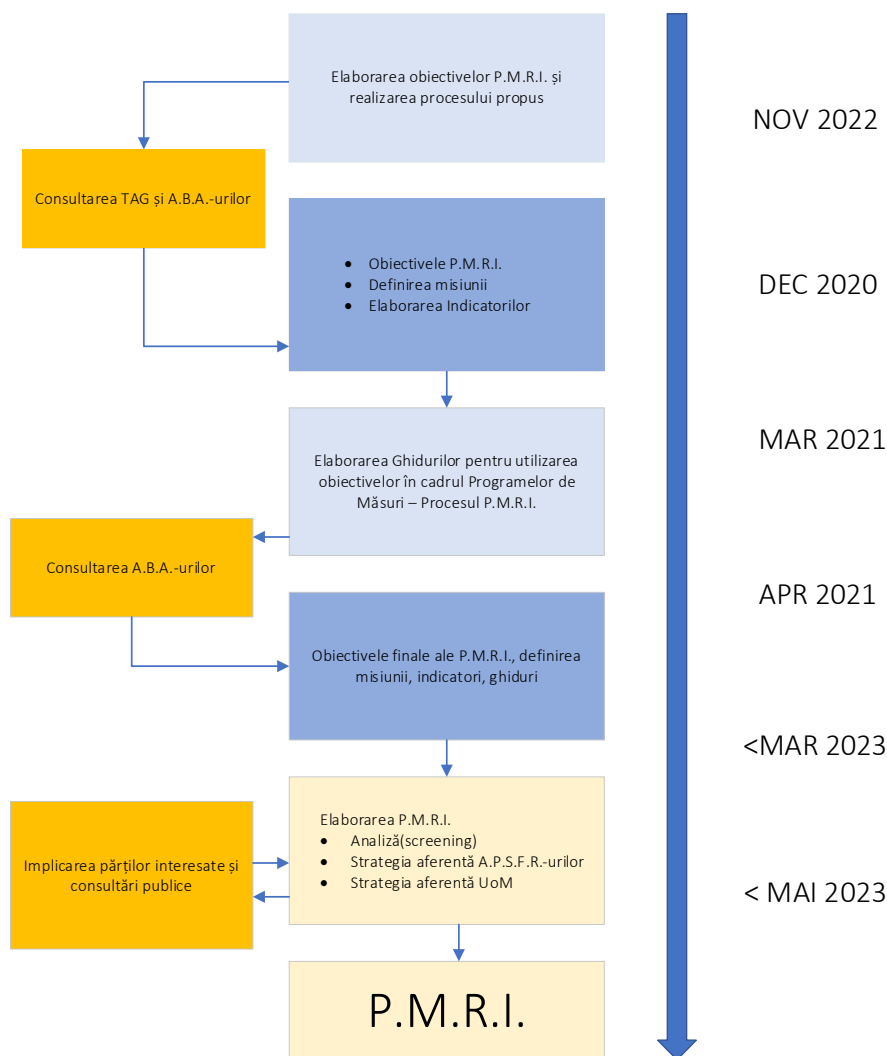 Elaborarea obiectivelor P.M.R.I. și
realizarea procesului propus
NOV 2022
Consultarea TAG și A.B.A.-urilor
• Obiectivele P.M.R.I.
• Definirea misiunii
• Elaborarea Indicatorilor
DEC 2020
Elaborarea Ghidurilor pentru utilizarea
obiectivelor în cadrul Programelor de
Măsuri – Procesul P.M.R.I.
MAR 2021
Consultarea A.B.A.-urilor
APR 2021
Obiectivele finale ale P.M.R.I., definirea
misiunii, indicatori, ghiduri
<MAR 2023
Elaborarea P.M.R.I.
• Analiză(screening)
• Strategia aferentă A.P.S.F.R.-urilor
• Strategia aferentă UoM
Implicarea părților interesate și
consultări publice
< MAI 2023
P.M.R.I.